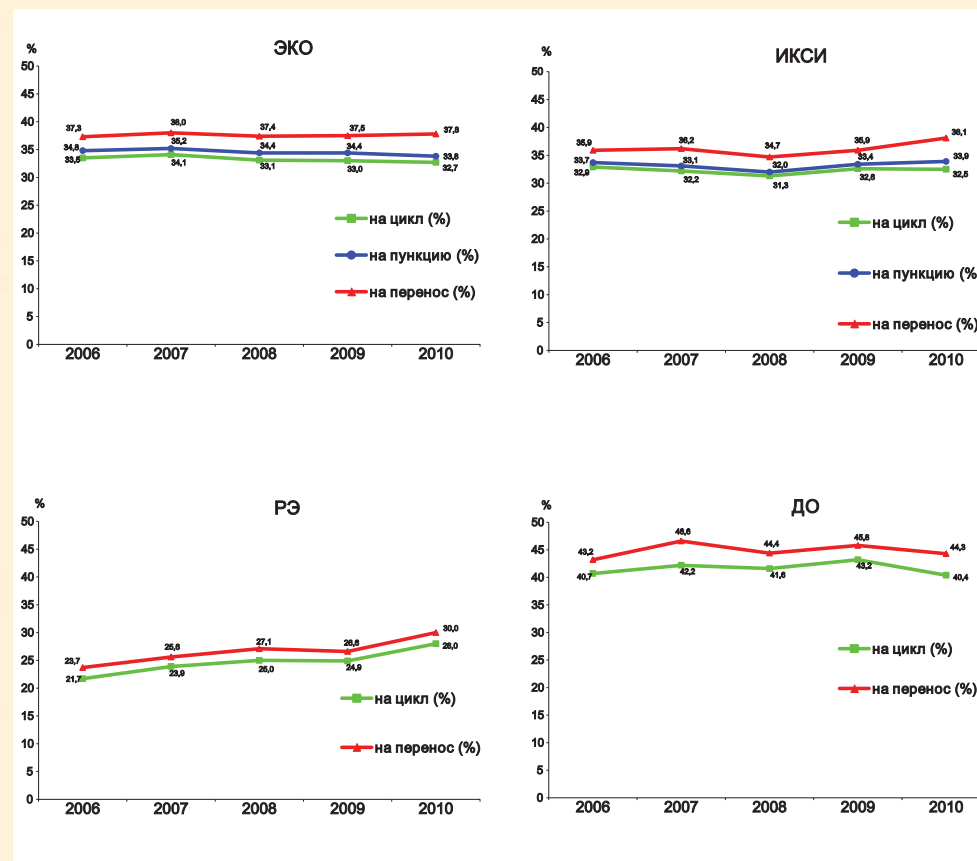 ЭКО
%
50
45
40
35
30
25
20
15
10
5
0
37,3 38,0 37,4 37,5 37,8
34,8 35,2 34,4 34,4 33,8
33,5 34,1 33,1 33,0 32,7
на цикл (%)
на пункцию (%)
на перенос (%)
2006 2007 2008 2009 2010
ИКСИ
%
50
45
40
35
30
25
20
15
10
5
0
35,9 36,2 34,7 35,9 38,1
33,7 33,1 32,0 33,4 33,9
32,9 32,2 31,3 32,6 32,5
на цикл (%)
на пункцию (%
на перенос (%)
2006 2007 2008 2009 2010
РЭ
%
50
45
40
35
30
25
20
15
10
5
0
23,7 25,6 27,1 26,6 30,0
21,7 23,9 25,0 24,9 28,0
на цикл (%)
на перенос (%)
2006 2007 2008 2009 2010
ДО
%
50
45
40
35
30
25
20
15
10
5
0
43,2 46,6 44,4 45,8 44,3
40,7 42,2 41,6 43,2 40,4
на цикл (%)
на перенос (%)
2006 2007 2008 2009 2010